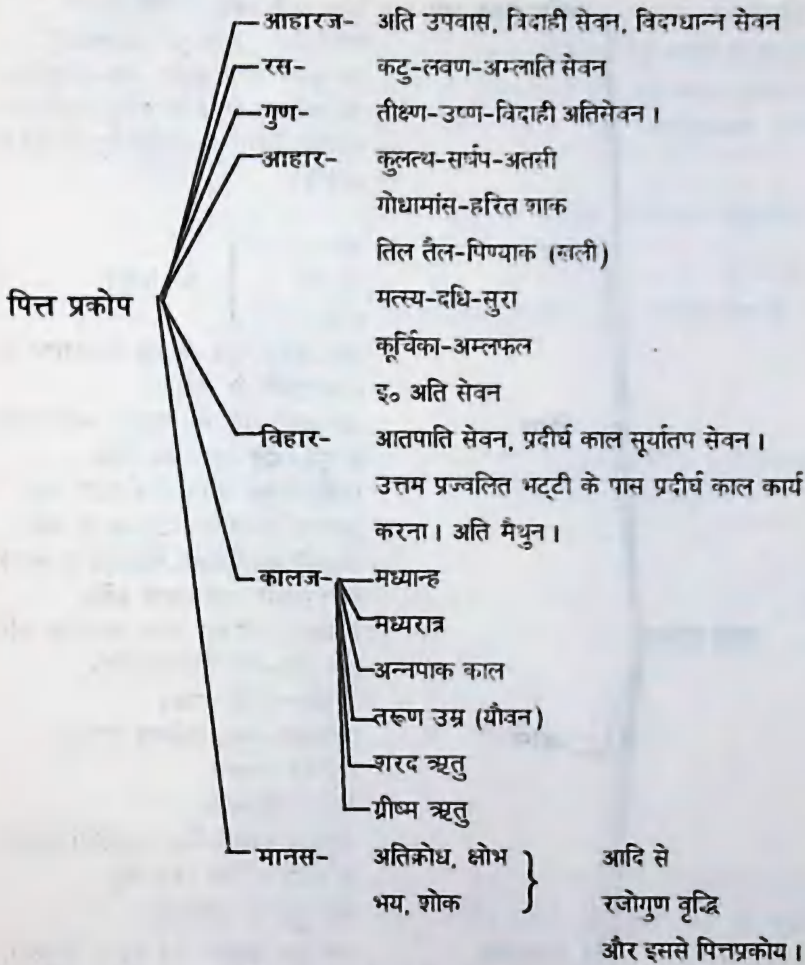 आहारज- अति उपवास, विदाही सेवन, विदग्धान्न सेवन
रस- कटु-लवण-अम्लाति सेवन
गुण- तीक्ष्ण-उष्ण-विदाही अतिसेवन ।
आहार- कुलत्थ-सर्षप-अतसी
गोधामांस-हरित शाक
तिल तैल-पिण्याक (खली)
पित्त प्रकोप
मत्स्य-दधि-सुरा
कूर्चिका-अम्लफल
इ० अति सेवन
विहार- आतपाति सेवन, प्रदीर्घ काल सूर्यातप सेवन ।
उत्तम प्रज्वलित भट्टी के पास प्रदीर्घ काल कार्य
करना । अति मैथुन ।
कालज- मध्यान्ह
मध्यरात्र
अन्नपाक काल
तरूण उम्र (यौवन)
शरद ऋतु
ग्रीष्म ऋतु
मानस- अतिक्रोध, क्षोभ } आदि से
भय, शोक रजोगुण वृद्धि
और इससे पित्तप्रकोप ।